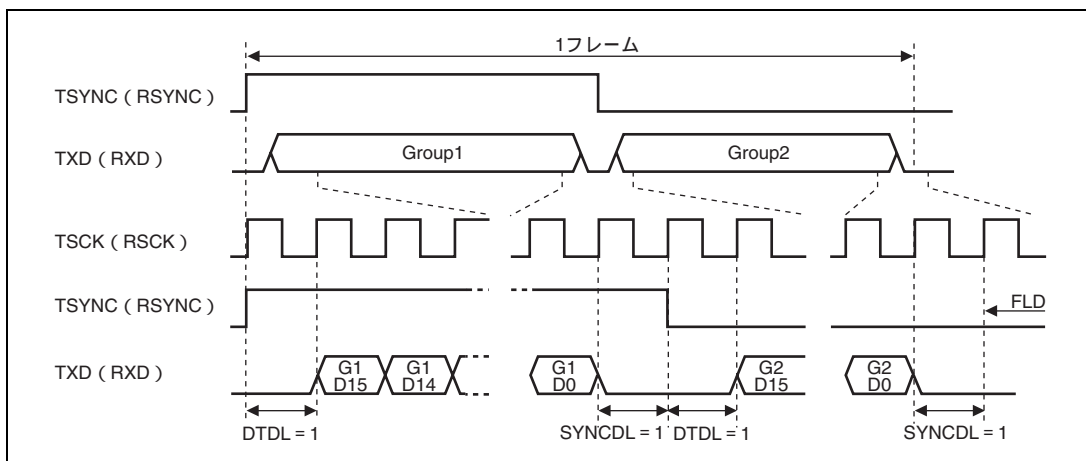 1フレーム
TSYNC（RSYNC）
TXD（RXD）
Group1
Group2
TSCK（RSCK）
TSYNC（RSYNC）
FLD
TXD（RXD）
G1
D15
G1
D14
G1
D0
G2
D15
G2
D0
DTDL = 1
SYNCDL = 1
DTDL = 1
SYNCDL = 1